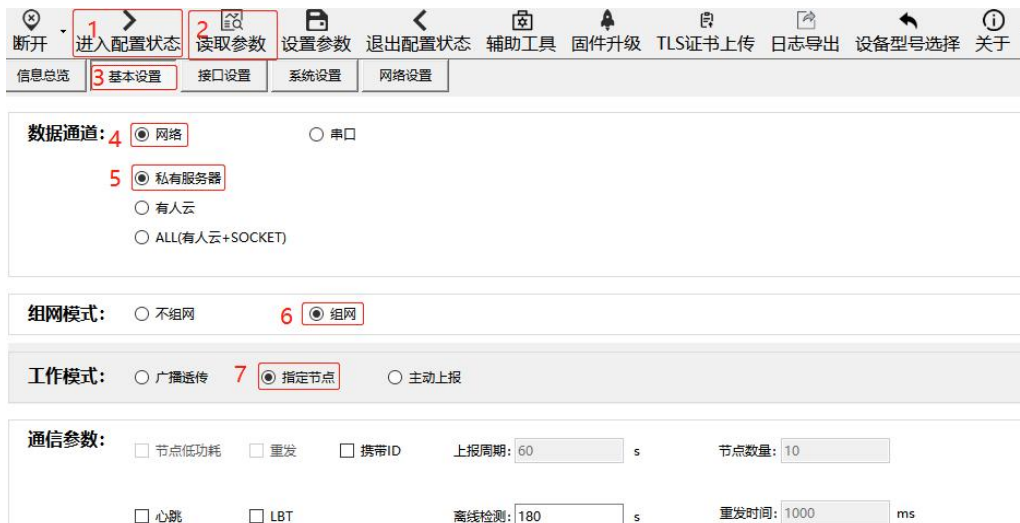 断开 进入配置状态 读取参数 设置参数 退出配置状态 辅助工具 固件升级 TLS证书上传 日志导出 设备型号选择 关于
1 2
信息总览 3 基本设置 接口设置 系统设置 网络设置
数据通道: 4 网络 串口
5 私有服务器
有人云
ALL(有人云+SOCKET)
组网模式: 不组网 6 组网
工作模式: 广播透传 7 指定节点 主动上报
通信参数: 节点低功耗 重发 携带ID 上报周期: 60 s 节点数量: 10
心跳 LBT 离线检测: 180 s 重发时间: 1000 ms